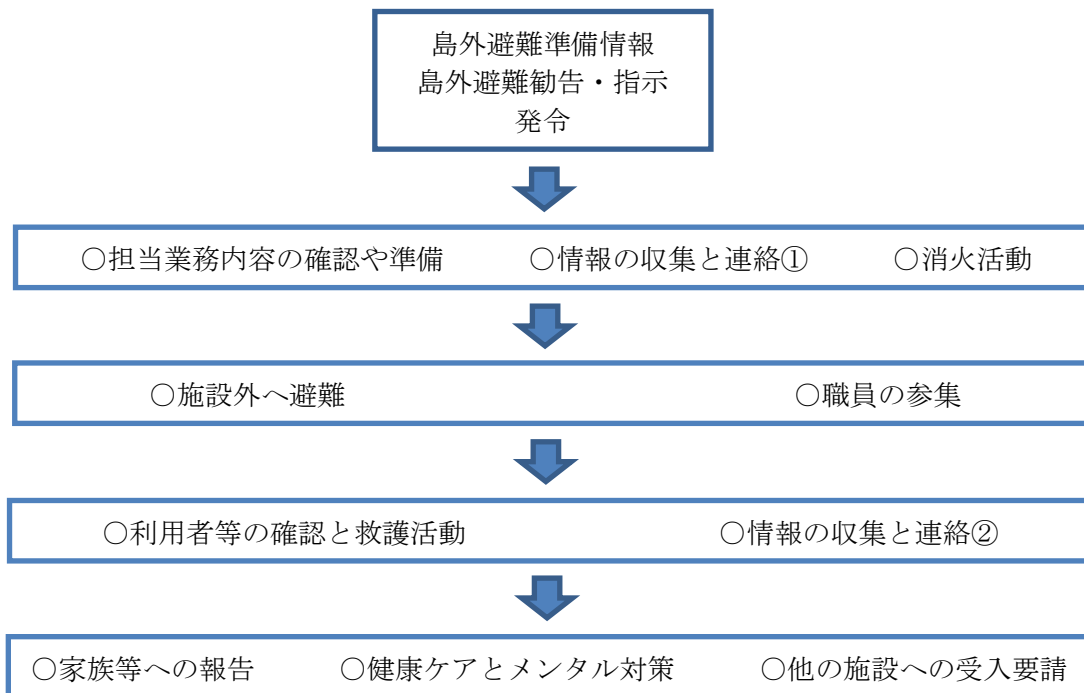 島外避難準備情報
島外避難勧告・指示
発令
○担当業務内容の確認や準備 ○情報の収集と連絡① ○消火活動
○施設外へ避難 ○職員の参集
○利用者等の確認と救護活動 ○情報の収集と連絡②
○家族等への報告 ○健康ケアとメンタル対策 ○他の施設への受入要請